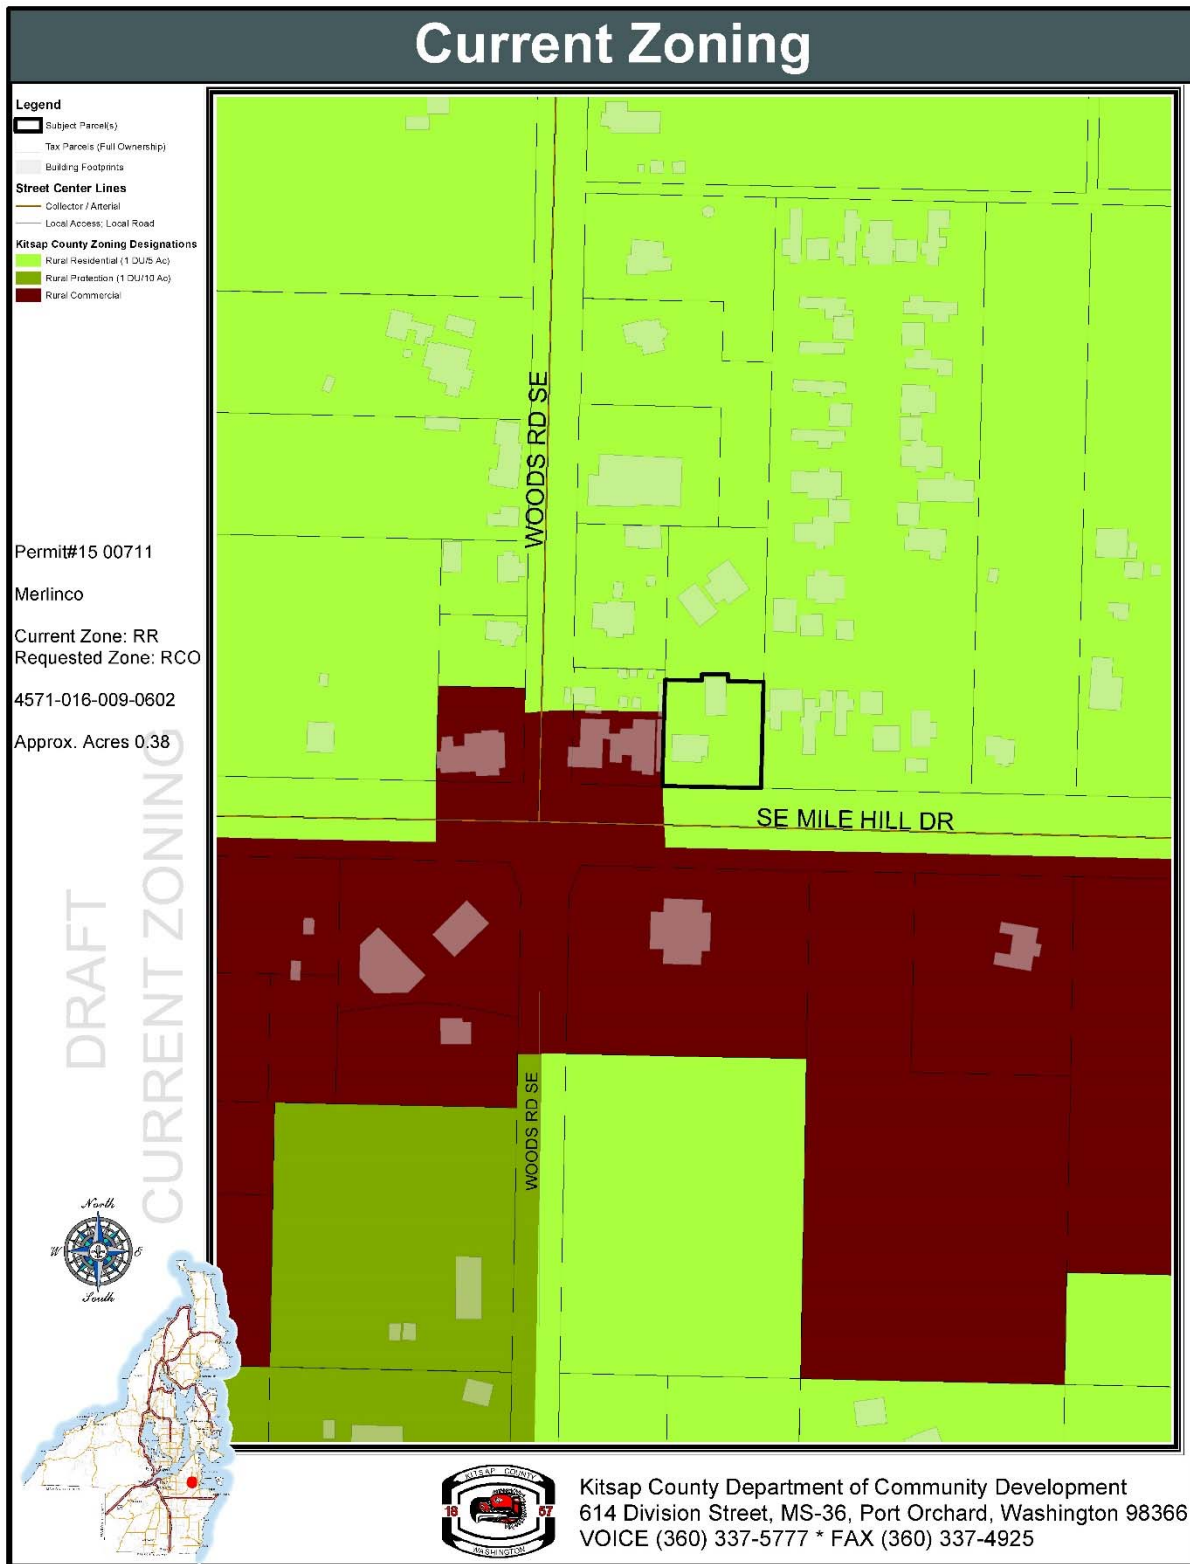 Current Zoning
Legend
Subject Parcel(s)
Tax Parcels (Full Ownership)
Building Footprints
Street Center Lines
Collector / Arterial
Local Access; Local Road
Kitsap County Zoning Designations
Rural Residential (1 DU/5 Ac)
Rural Protection (1 DU/10 Ac)
Rural Commercial
Permit#15 00711
Merlinco
Current Zone: RR
Requested Zone: RCO
4571-016-009-0602
Approx. Acres 0.38
DRAFT
CURRENT ZONING
WOODS RD SE
SE MILE HILL DR
WOODS RD SE
North
W
E
South
KITSAP COUNTY
18
57
WASHINGTON
Kitsap County Department of Community Development
614 Division Street, MS-36, Port Orchard, Washington 98366
VOICE (360) 337-5777 * FAX (360) 337-4925